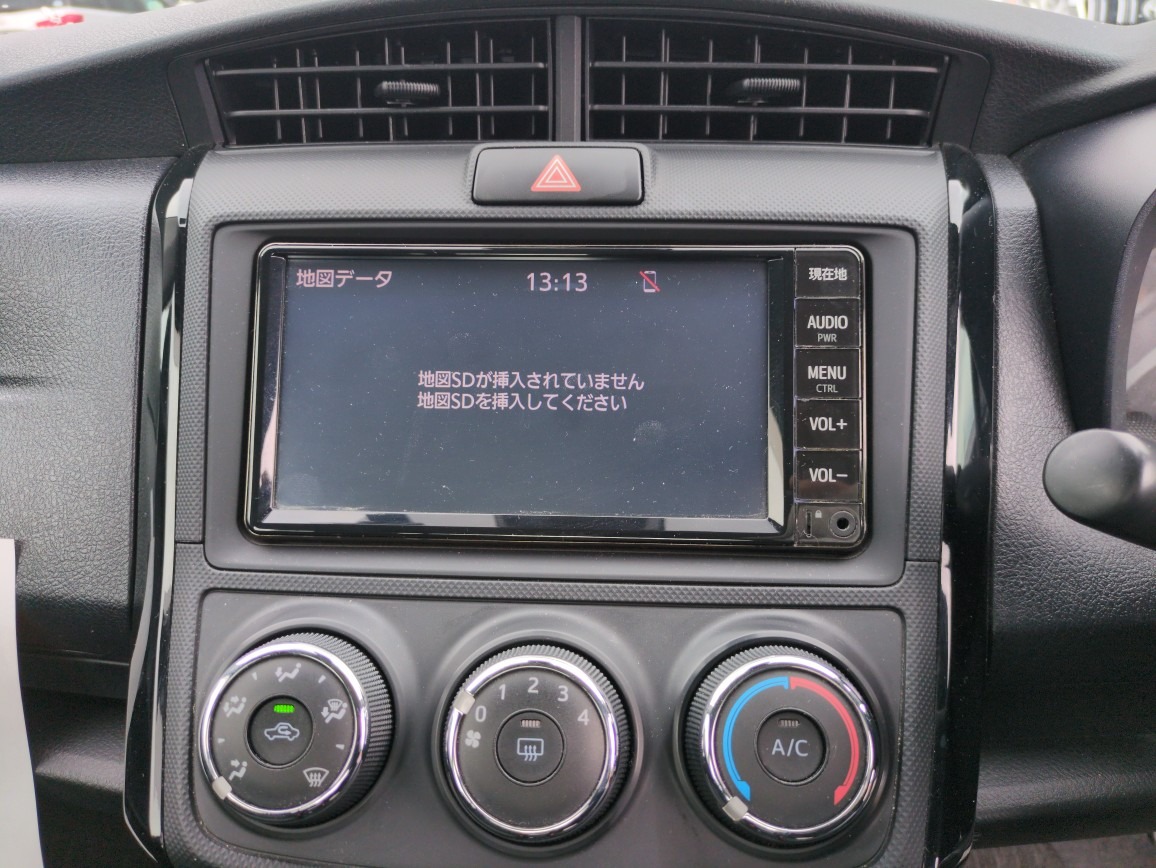 地図データ 13:13
現在地
AUDIO
PWR
MENU
CTRL
地図SDが挿入されていません
地図SDを挿入してください
VOL+
VOL-
0 1 2 3 4
A/C